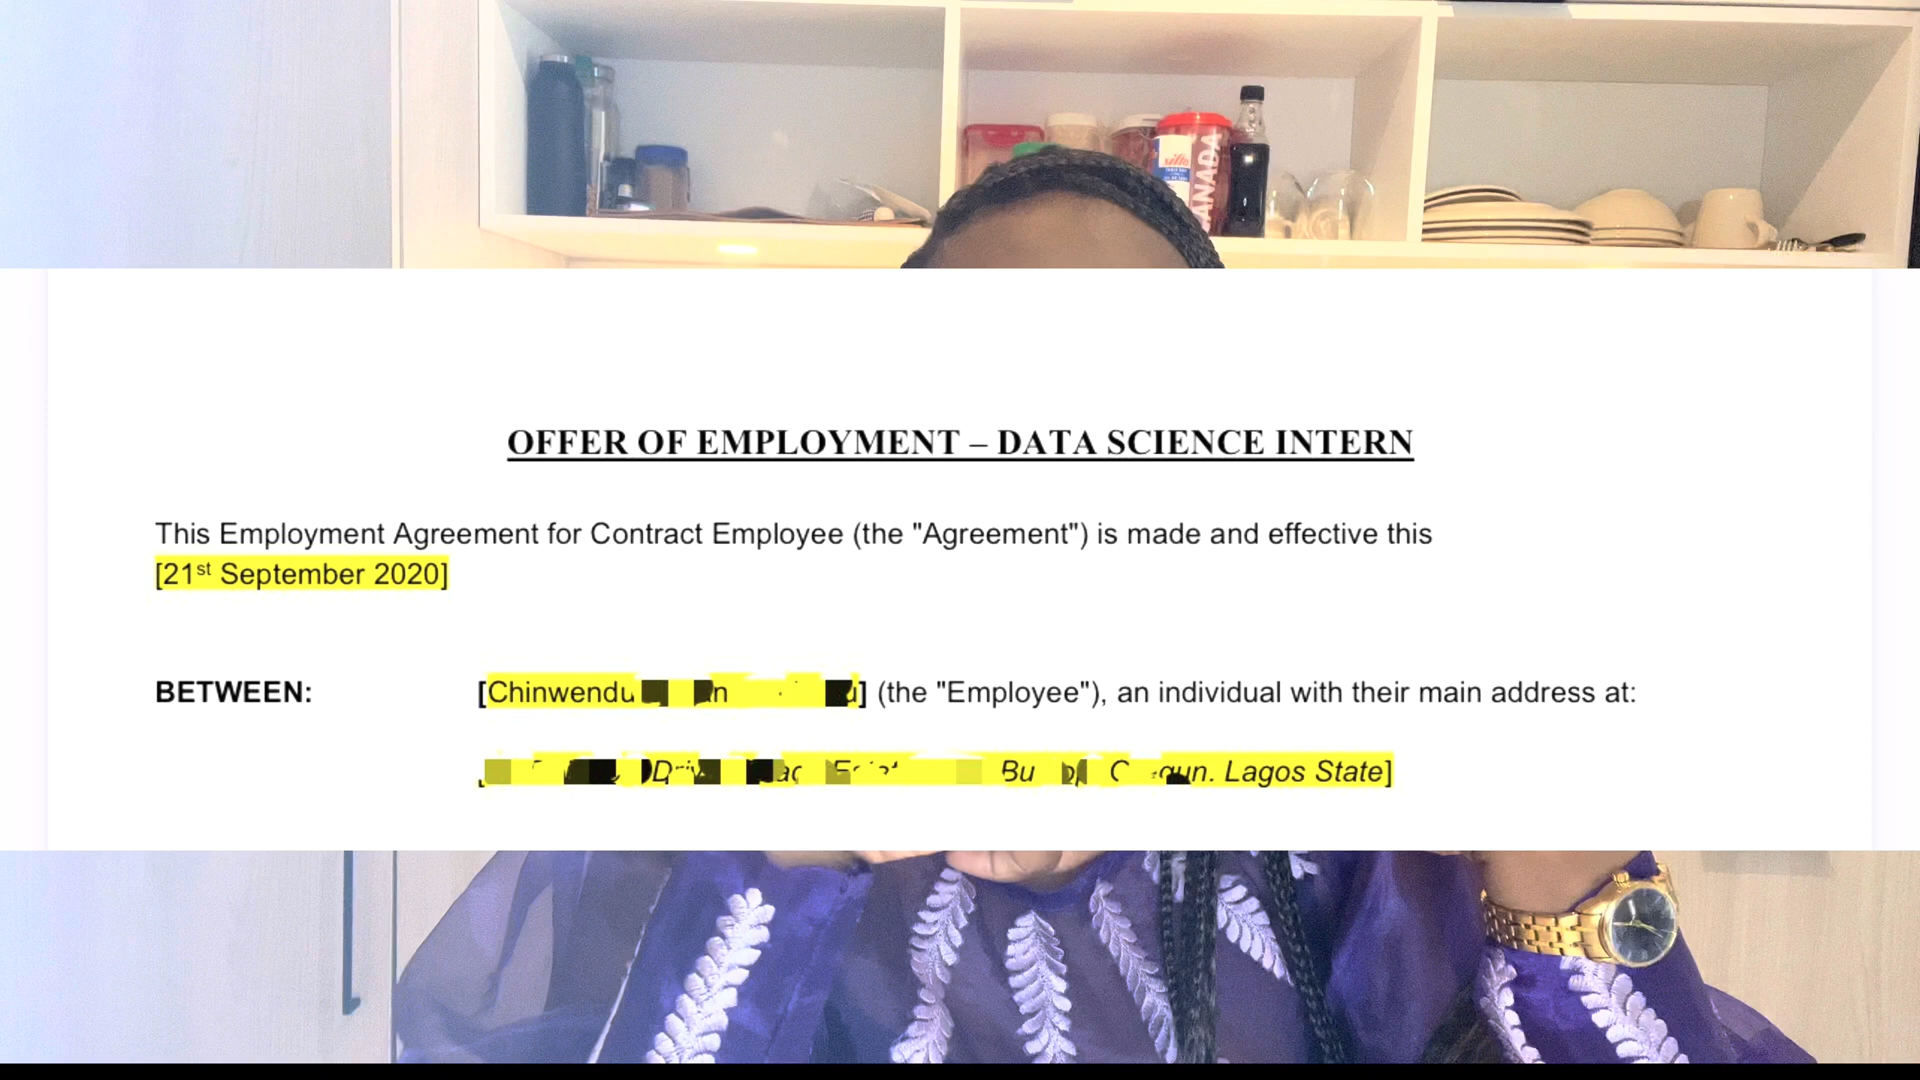 CANADA
OFFER OF EMPLOYMENT – DATA SCIENCE INTERN
This Employment Agreement for Contract Employee (the "Agreement") is made and effective this
[21st September 2020]
BETWEEN: [Chinwendu ] (the "Employee"), an individual with their main address at:
Lagos State]